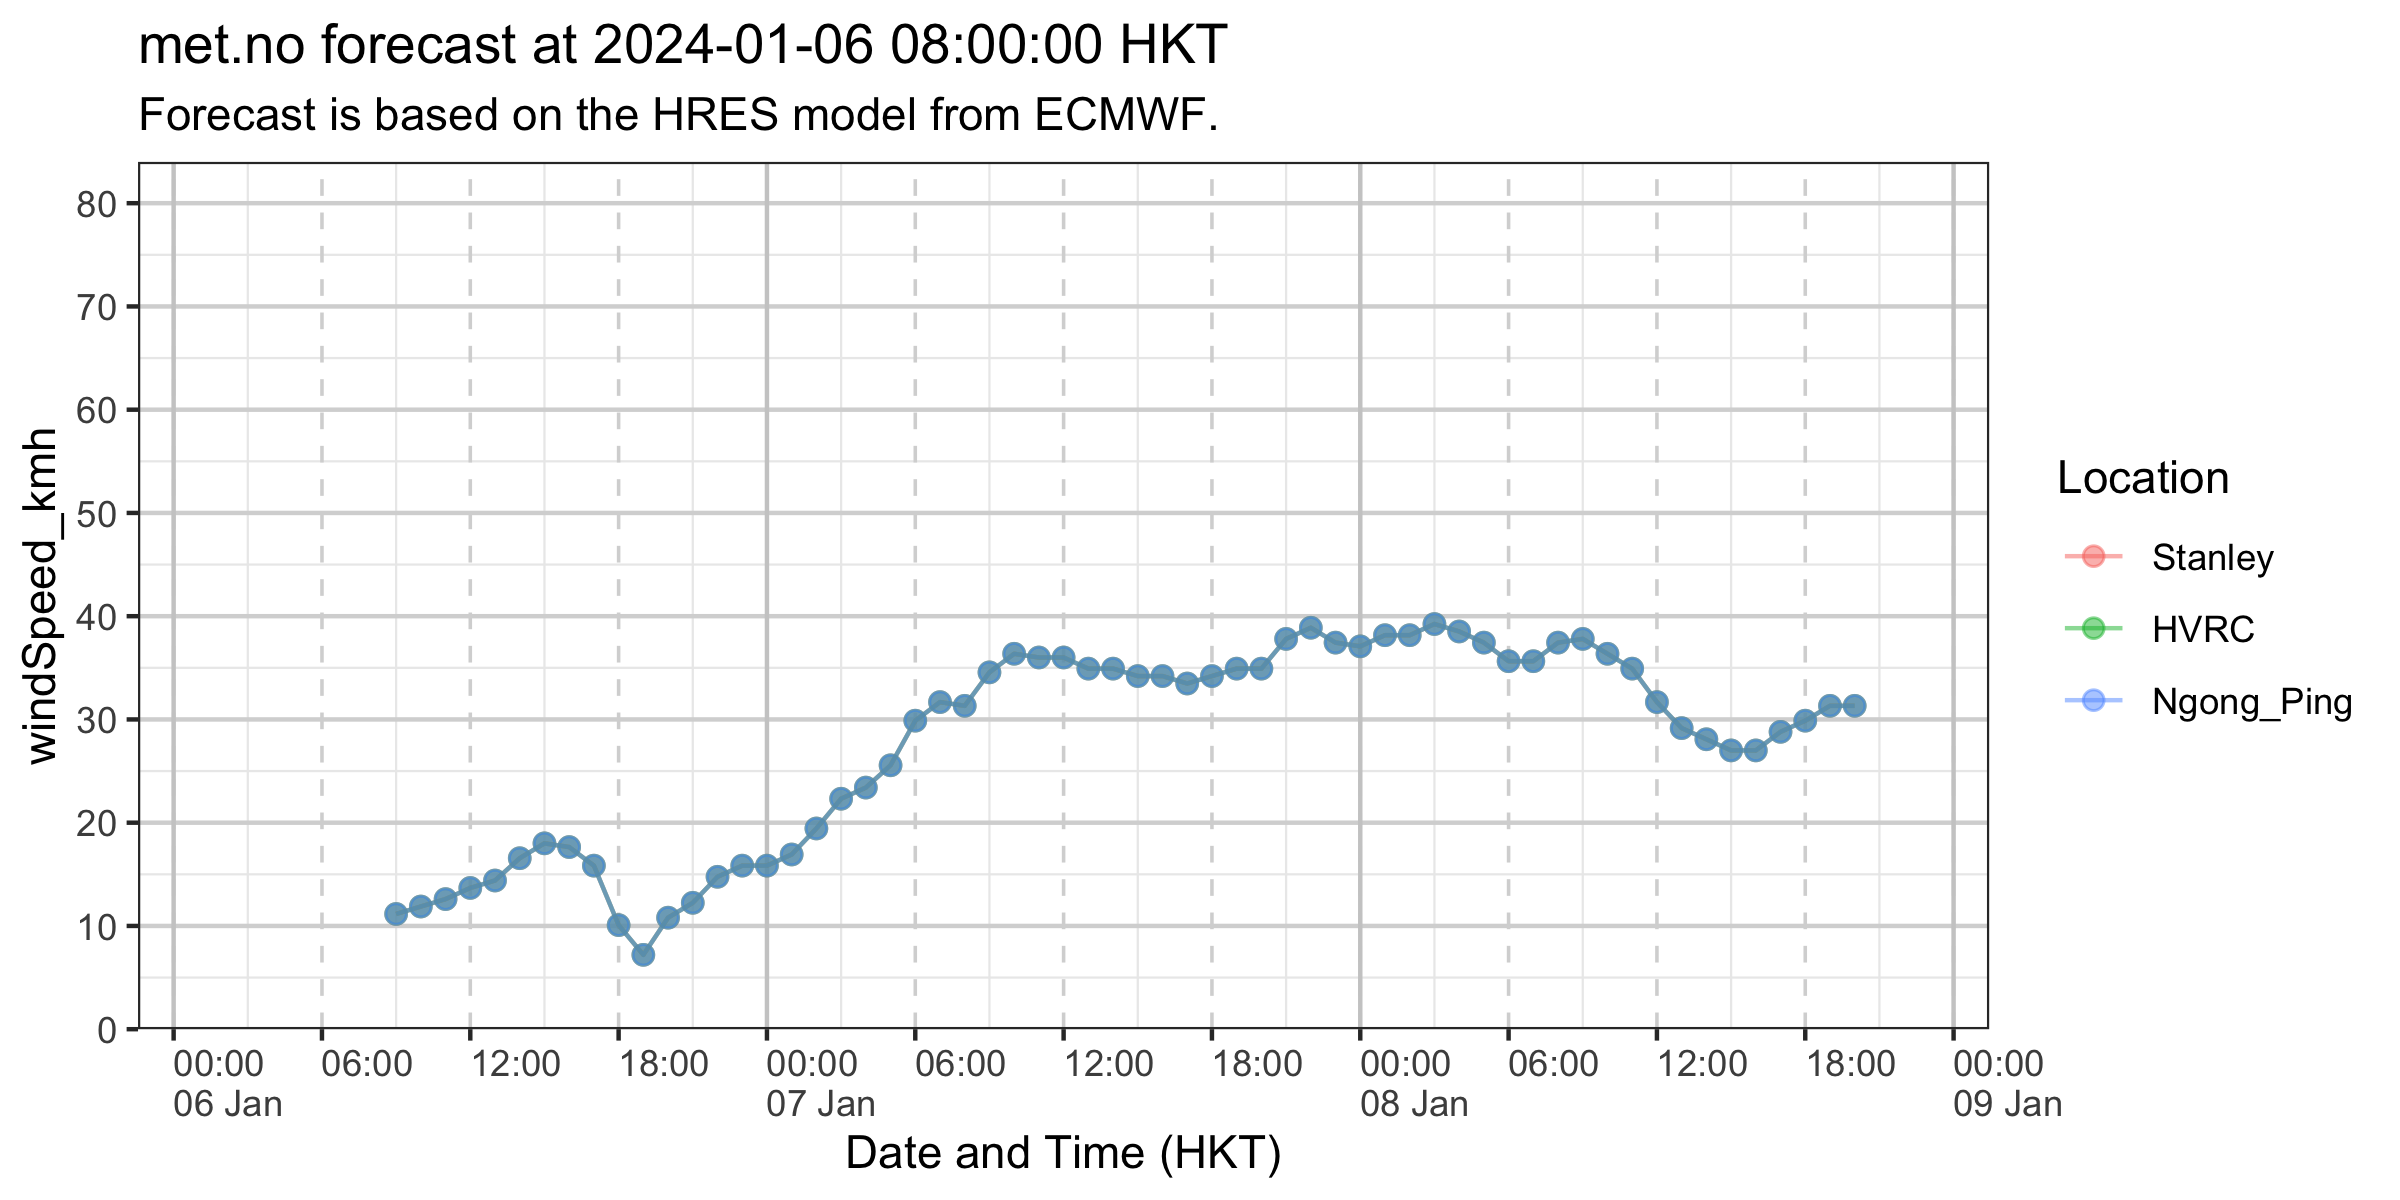 met.no forecast at 2024-01-06 08:00:00 HKT
Forecast is based on the HRES model from ECMWF.
windSpeed_kmh
80
70
60
50
40
30
20
10
0
00:00 06:00 12:00 18:00 00:00 06:00 12:00 18:00 00:00 06:00 12:00 18:00 00:00
06 Jan 07 Jan 08 Jan 09 Jan
Date and Time (HKT)
Location
Stanley
HVRC
Ngong_Ping